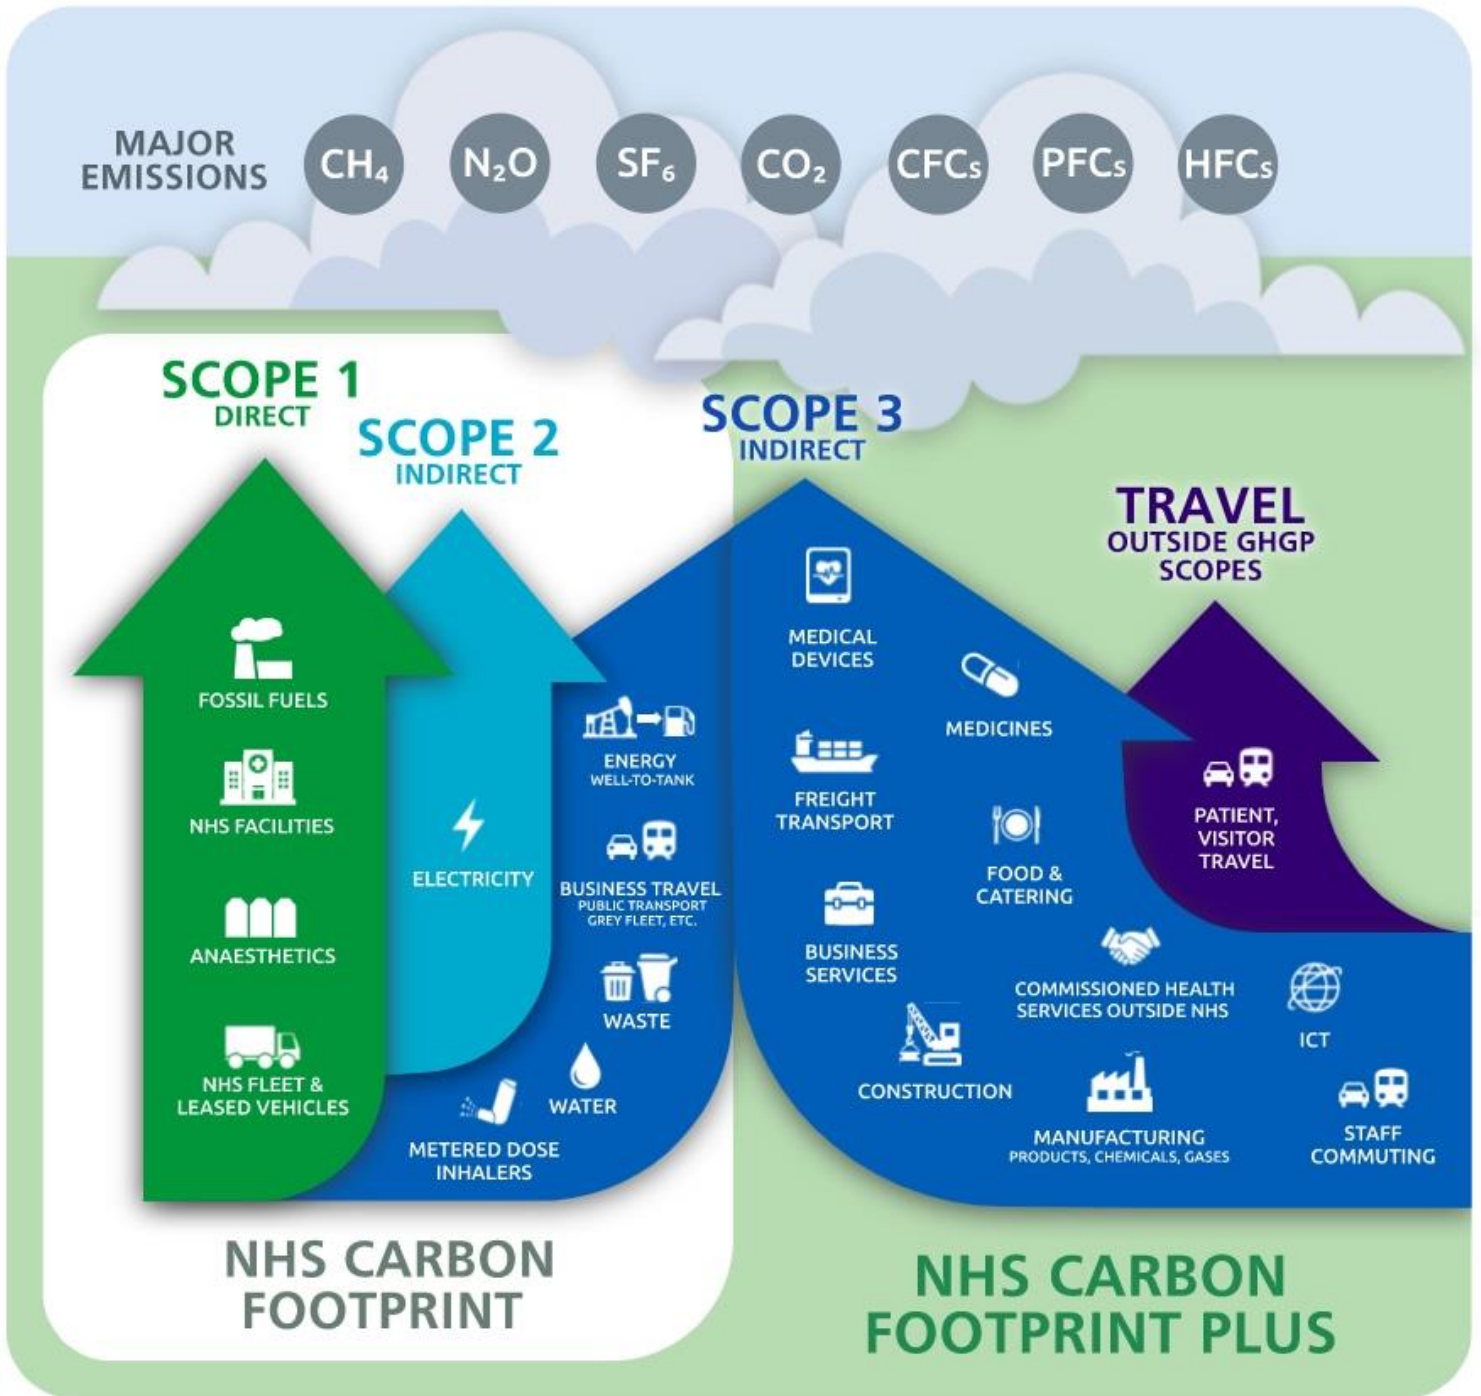 MAJOR
EMISSIONS
CH₄
N₂O
SF₆
CO₂
CFCs
PFCs
HFCs
SCOPE 1
DIRECT
FOSSIL FUELS
NHS FACILITIES
ANAESTHETICS
NHS FLEET &
LEASED VEHICLES
SCOPE 2
INDIRECT
ELECTRICITY
SCOPE 3
INDIRECT
ENERGY
WELL-TO-TANK
BUSINESS TRAVEL
PUBLIC TRANSPORT
GREY FLEET, ETC.
WASTE
WATER
METERED DOSE
INHALERS
MEDICAL
DEVICES
MEDICINES
FREIGHT
TRANSPORT
FOOD &
CATERING
BUSINESS
SERVICES
COMMISSIONED HEALTH
SERVICES OUTSIDE NHS
ICT
CONSTRUCTION
MANUFACTURING
PRODUCTS, CHEMICALS, GASES
STAFF
COMMUTING
TRAVEL
OUTSIDE GHGP
SCOPES
PATIENT,
VISITOR
TRAVEL
NHS CARBON
FOOTPRINT
NHS CARBON
FOOTPRINT PLUS